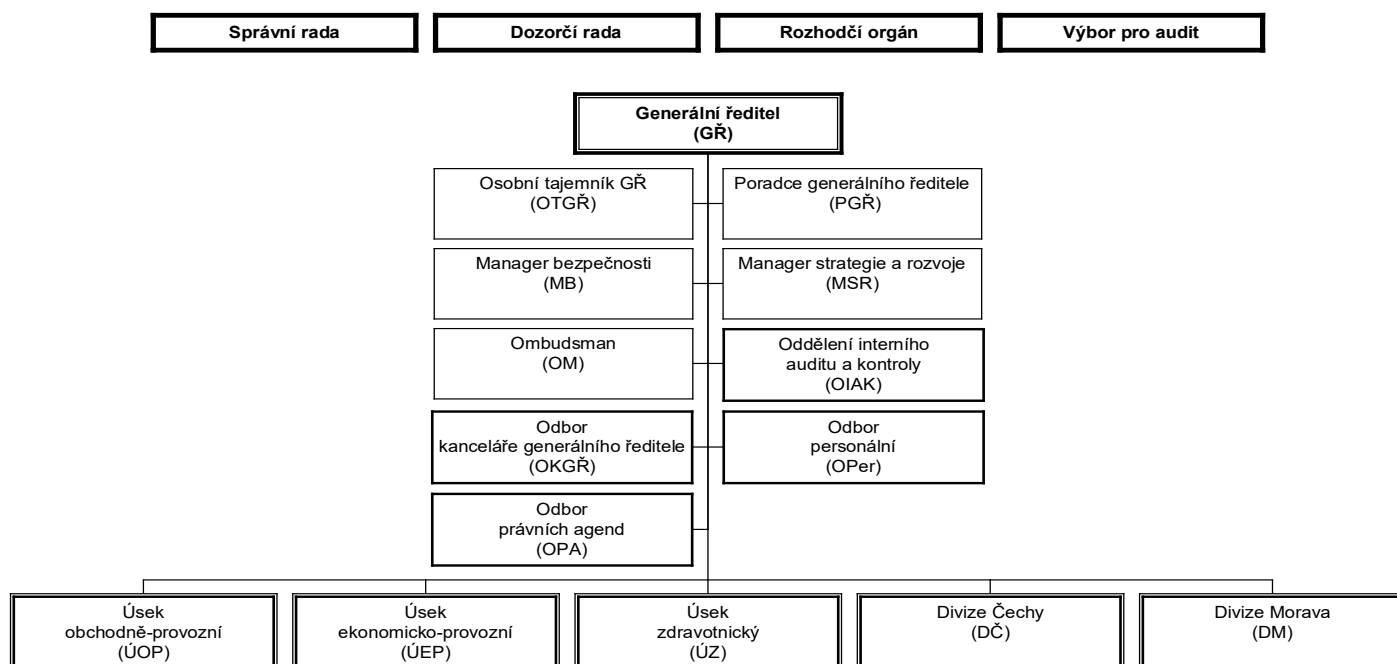 Správní rada
Dozorčí rada
Rozhodčí orgán
Výbor pro audit
Generální ředitel
(GŘ)
Osobní tajemník GŘ
(OTGŘ)
Poradce generálního ředitele
(PGŘ)
Manager bezpečnosti
(MB)
Manager strategie a rozvoje
(MSR)
Ombudsman
(OM)
Oddělení interního
auditu a kontroly
(OIAK)
Odbor
kanceláře generálního ředitele
(OKGŘ)
Odbor
personální
(OPer)
Odbor
právních agend
(OPA)
Úsek
obchodně-provozní
(ÚOP)
Úsek
ekonomicko-provozní
(ÚEP)
Úsek
zdravotnický
(ÚZ)
Divize Čechy
(DČ)
Divize Morava
(DM)